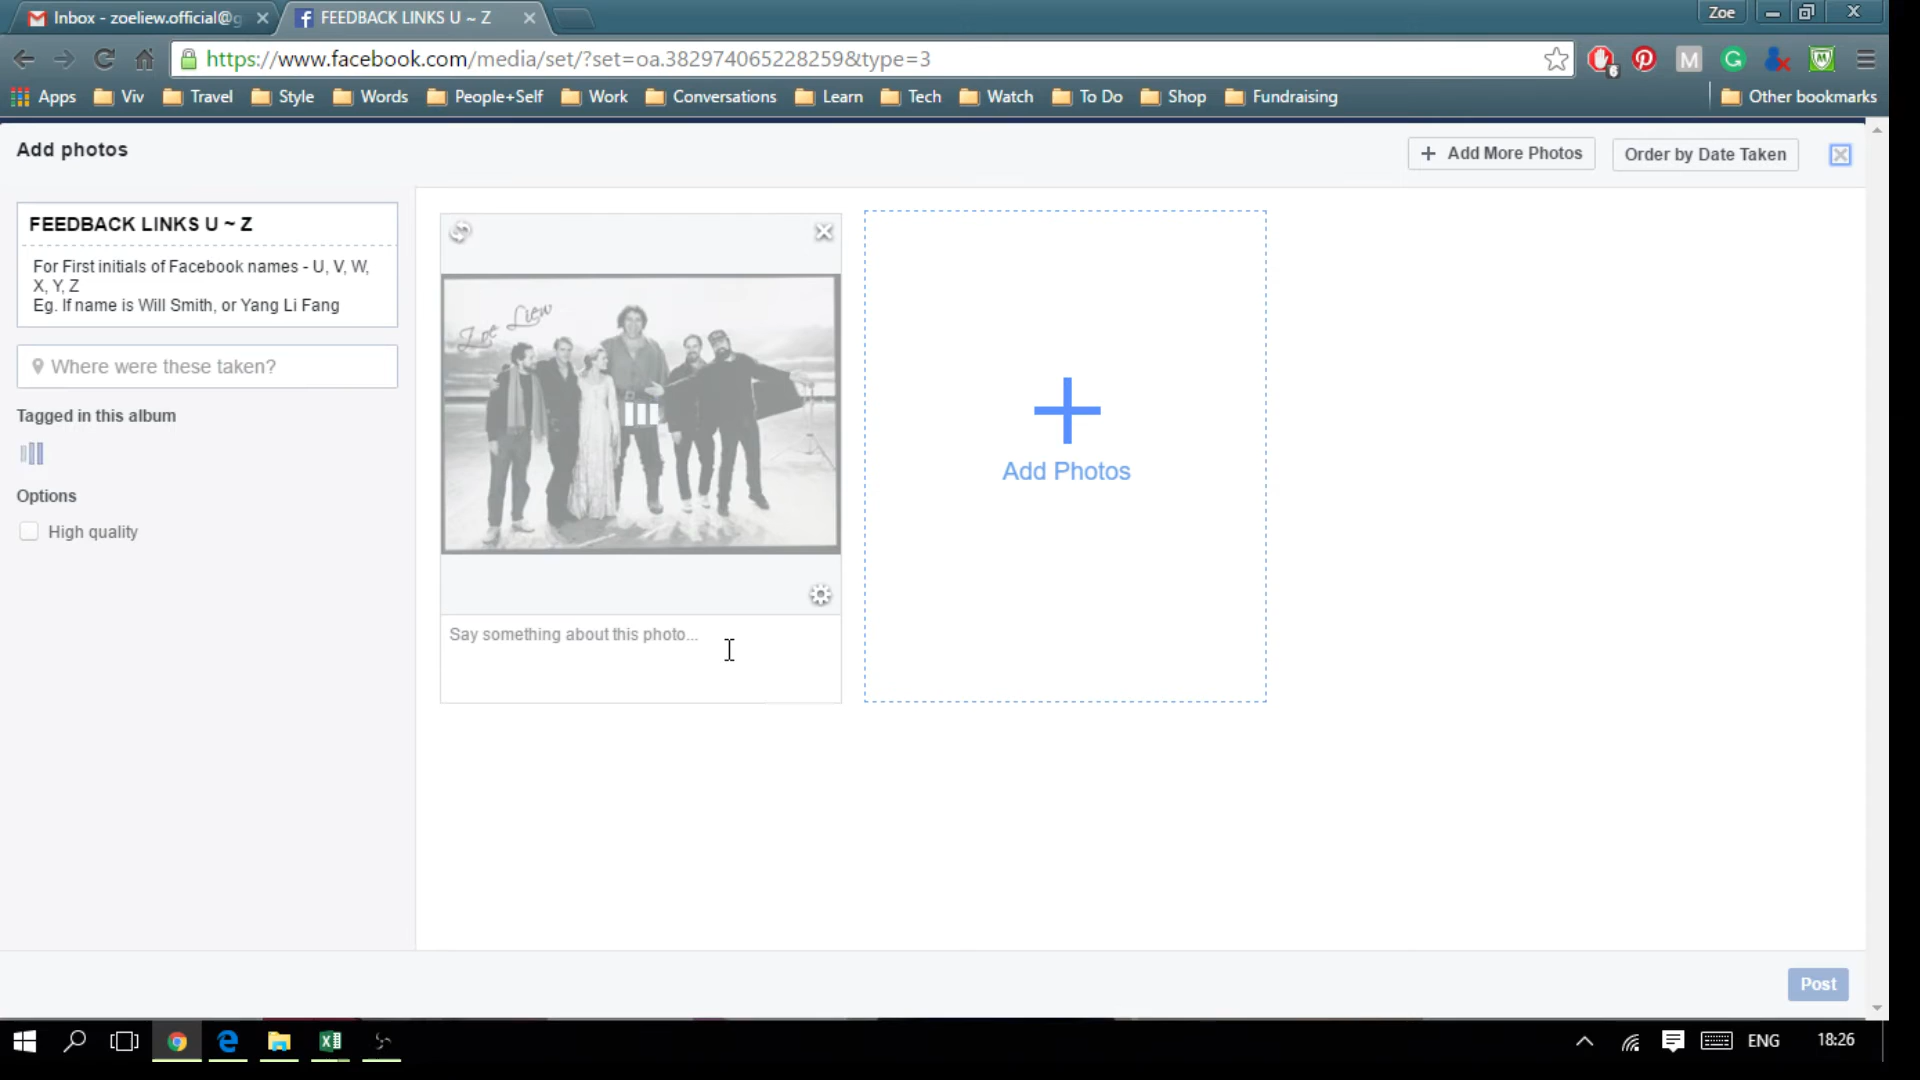 Inbox - zoeliew.official@g
FEEDBACK LINKS U ~ Z
Zoe
https://www.facebook.com/media/set/?set=oa.382974065228259&type=3
6
M
G
M
Apps
Viv
Travel
Style
Words
People+Self
Work
Conversations
Learn
Tech
Watch
To Do
Shop
Fundraising
Other bookmarks
Add photos
Add More Photos
Order by Date Taken
FEEDBACK LINKS U ~ Z
For First initials of Facebook names - U, V, W,
X, Y, Z
Eg. If name is Will Smith, or Yang Li Fang
Where were these taken?
Tagged in this album
Options
High quality
Zoe Liew
Say something about this photo...
Add Photos
Post
ENG
18:26